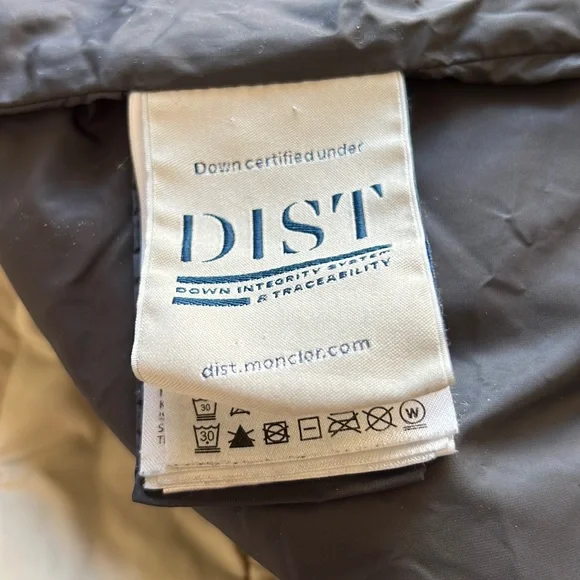 Down certified under
DIST
DOWN INTEGRITY SYSTEM
& TRACEABILITY
dist.moncler.com
30
30
W